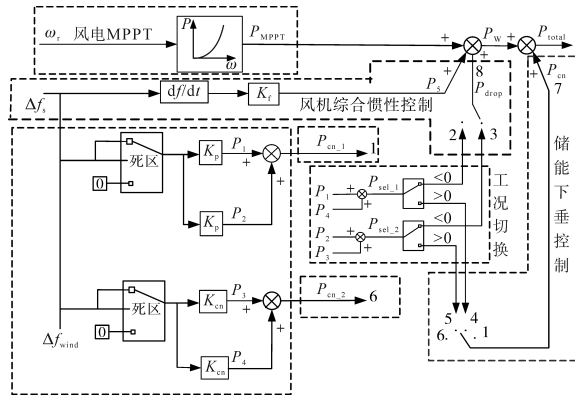 ω_r 风电MPPT P ω P_MPPT + + P_W + P_total
+ + P_cn
Δf_s df/dt K_f P_5 8 7
风机综合惯性控制 P_drop
2 3
死区 K_p P_1 + P_cn_1 1
0
K_p P_2 +
P_1 + P_sel_1 <0
P_4 + >0
P_2 + P_sel_2 <0
P_3 + >0
工况切换
储能下垂控制
死区 K_cn P_3 + P_cn_2 6
0
K_cn P_4 +
Δf_wind
5 4
6 1